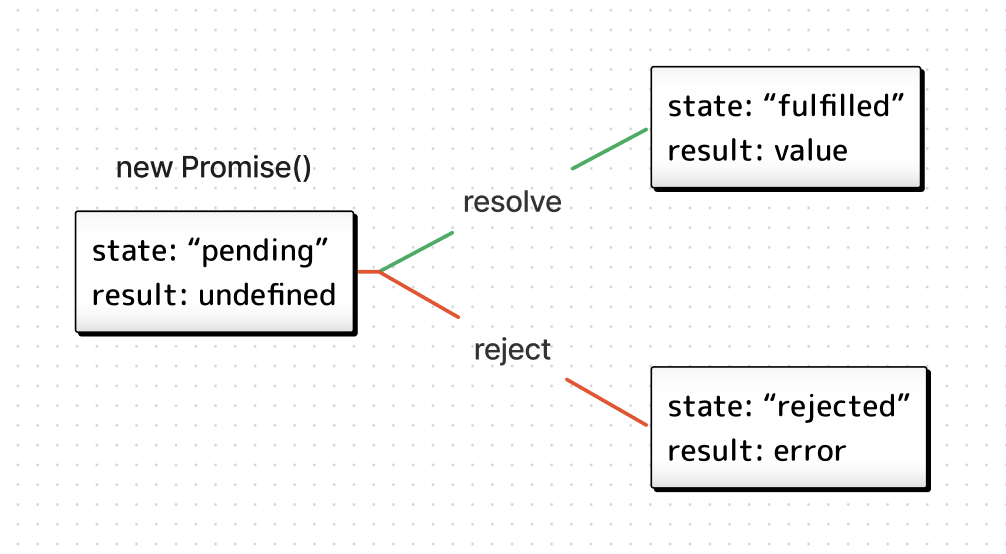 new Promise()
state: “pending”
result: undefined
resolve
reject
state: “fulfilled”
result: value
state: “rejected”
result: error